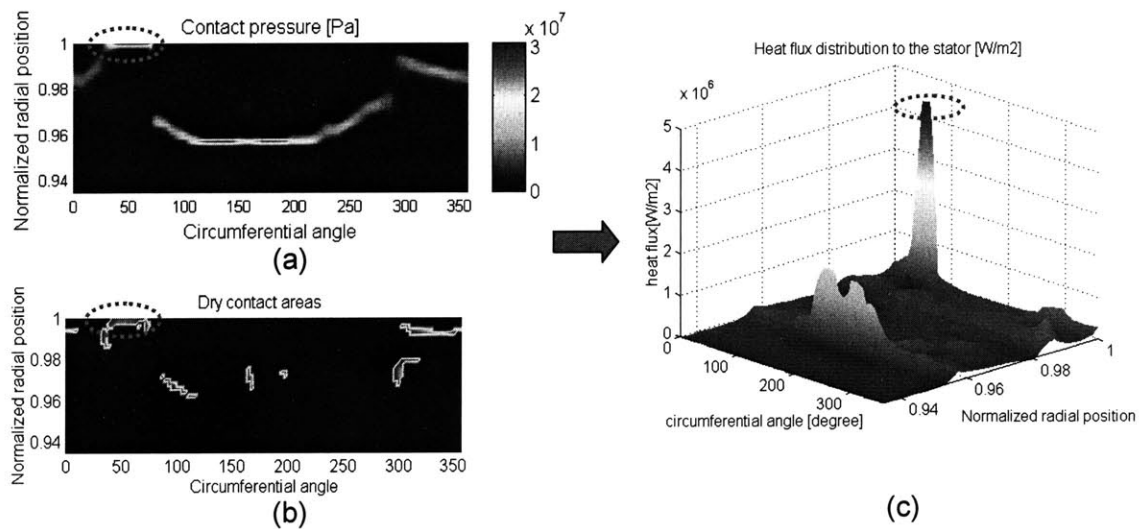 Contact pressure [Pa]
x 10^7
Normalized radial position
1
0.98
0.96
0.94
0 50 100 150 200 250 300 350
Circumferential angle
3
2
1
0
(a)
Dry contact areas
Normalized radial position
1
0.98
0.96
0.94
0 50 100 150 200 250 300 350
Circumferential angle
(b)
Heat flux distribution to the stator [W/m2]
x 10^6
heat flux[W/m2]
5
4
3
2
1
0
0 100 200 300
circumferential angle [degree]
0.94 0.96 0.98 1
Normalized radial position
(c)